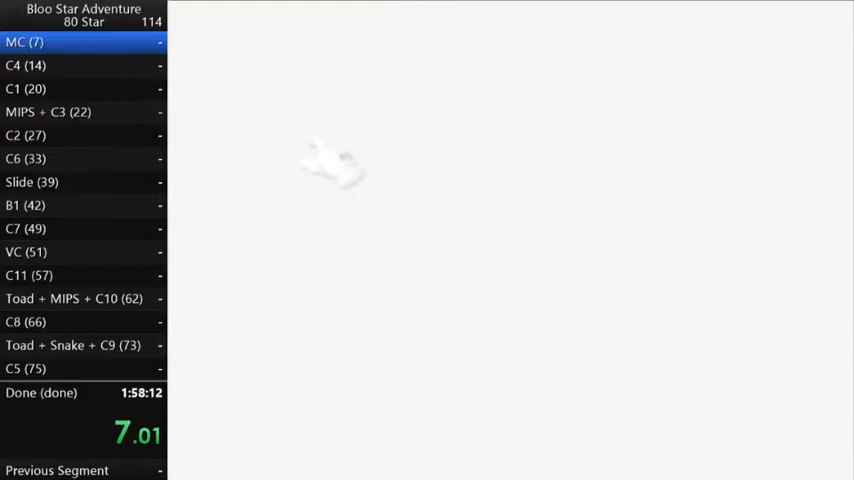 Bloo Star Adventure
80 Star 114
MC (7) -
C4 (14) -
C1 (20) -
MIPS + C3 (22) -
C2 (27) -
C6 (33) -
Slide (39) -
B1 (42) -
C7 (49) -
VC (51) -
C11 (57) -
Toad + MIPS + C10 (62) -
C8 (66) -
Toad + Snake + C9 (73) -
C5 (75) -
Done (done) 1:58:12
7.01
Previous Segment -